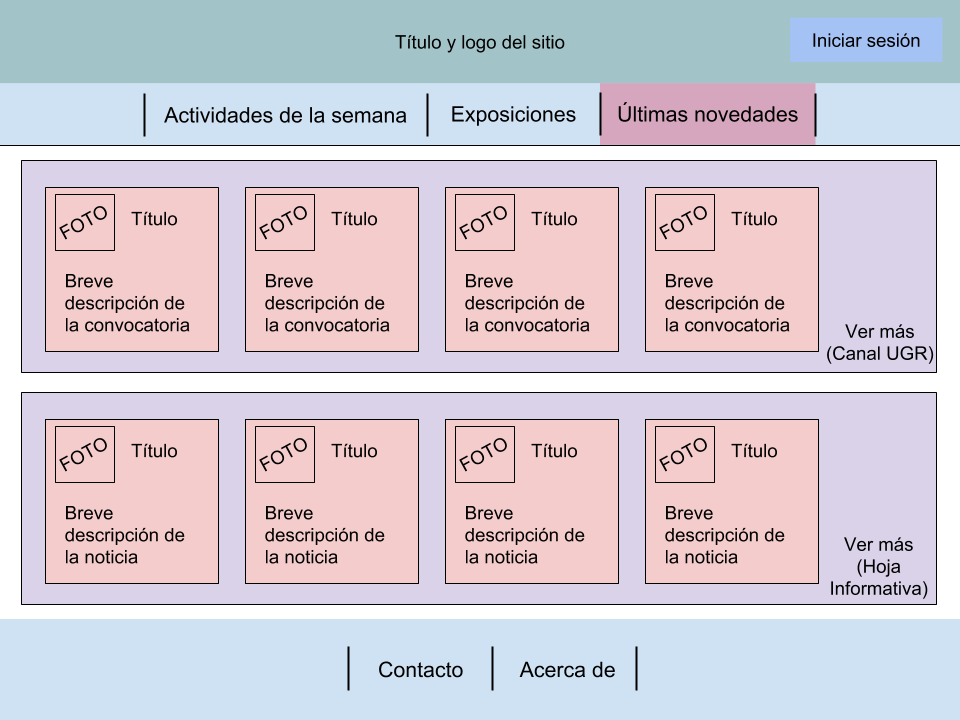 Título y logo del sitio
Iniciar sesión
Actividades de la semana
Exposiciones
Últimas novedades
FOTO
Título
Breve
descripción de
la convocatoria
FOTO
Título
Breve
descripción de
la convocatoria
FOTO
Título
Breve
descripción de
la convocatoria
FOTO
Título
Breve
descripción de
la convocatoria
Ver más
(Canal UGR)
FOTO
Título
Breve
descripción de
la noticia
FOTO
Título
Breve
descripción de
la noticia
FOTO
Título
Breve
descripción de
la noticia
FOTO
Título
Breve
descripción de
la noticia
Ver más
(Hoja
Informativa)
Contacto
Acerca de